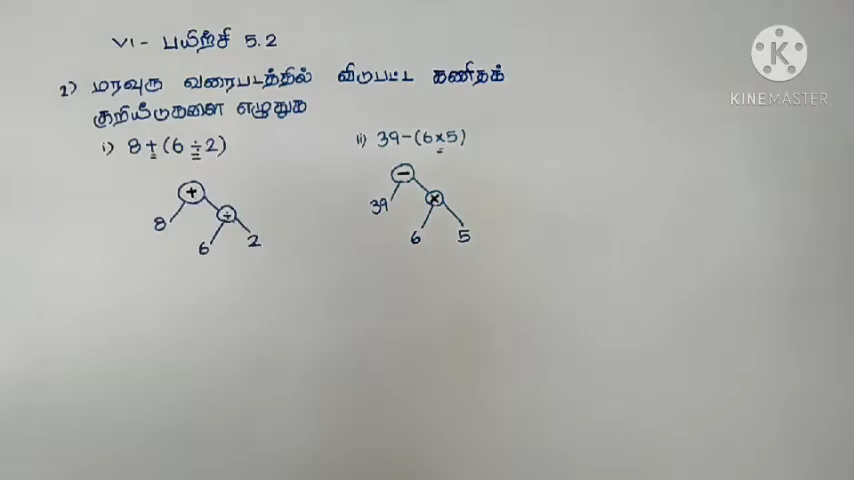 VI - பயிற்சி 5.2
2) மரவுரு வரைபடத்தில் விடுபட்ட கணிதக்
குறியீடுகளை எழுதுக
i) 8 + (6 ÷ 2)
ii) 39 - (6 × 5)
+
8
÷
6
2
-
39
×
6
5
K
KINEMASTER